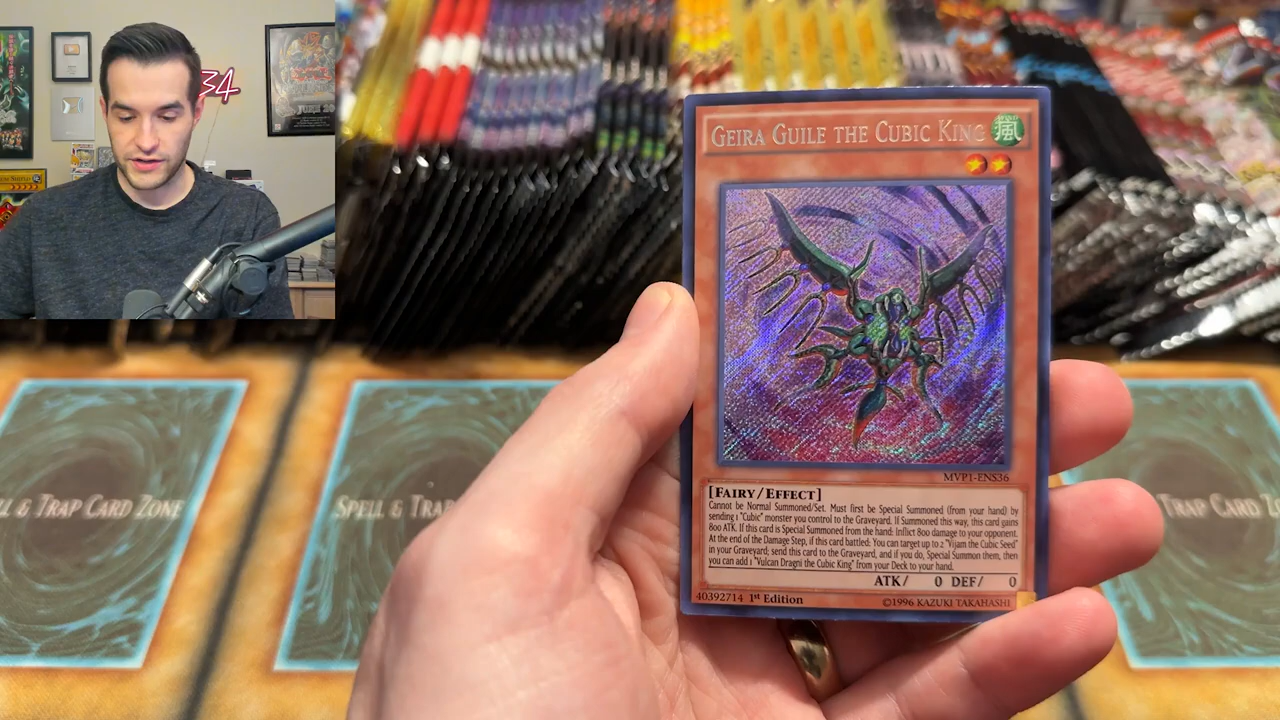 34
JUNE 20
GEIRA GUILE THE CUBIC KING
風
MVP1-ENS36
[FAIRY/EFFECT]
Cannot be Normal Summoned/Set. Must first be Special Summoned (from your hand) by
sending 1 "Cubic" monster you control to the Graveyard. If Summoned this way, this card gains
800 ATK. If this card is Special Summoned from the hand: Inflict 800 damage to your opponent.
At the end of the Damage Step, if this card battled: You can target up to 2 "Vijam the Cubic Seed"
in your Graveyard; send this card to the Graveyard, and if you do, Special Summon them, then
you can add 1 "Vulcan Dragni the Cubic King" from your Deck to your hand.
ATK/ 0 DEF/ 0
40392714 1st Edition ©1996 KAZUKI TAKAHASHI
LL & TRAP CARD ZONE
SPELL & TRAP
TRAP CARD Z